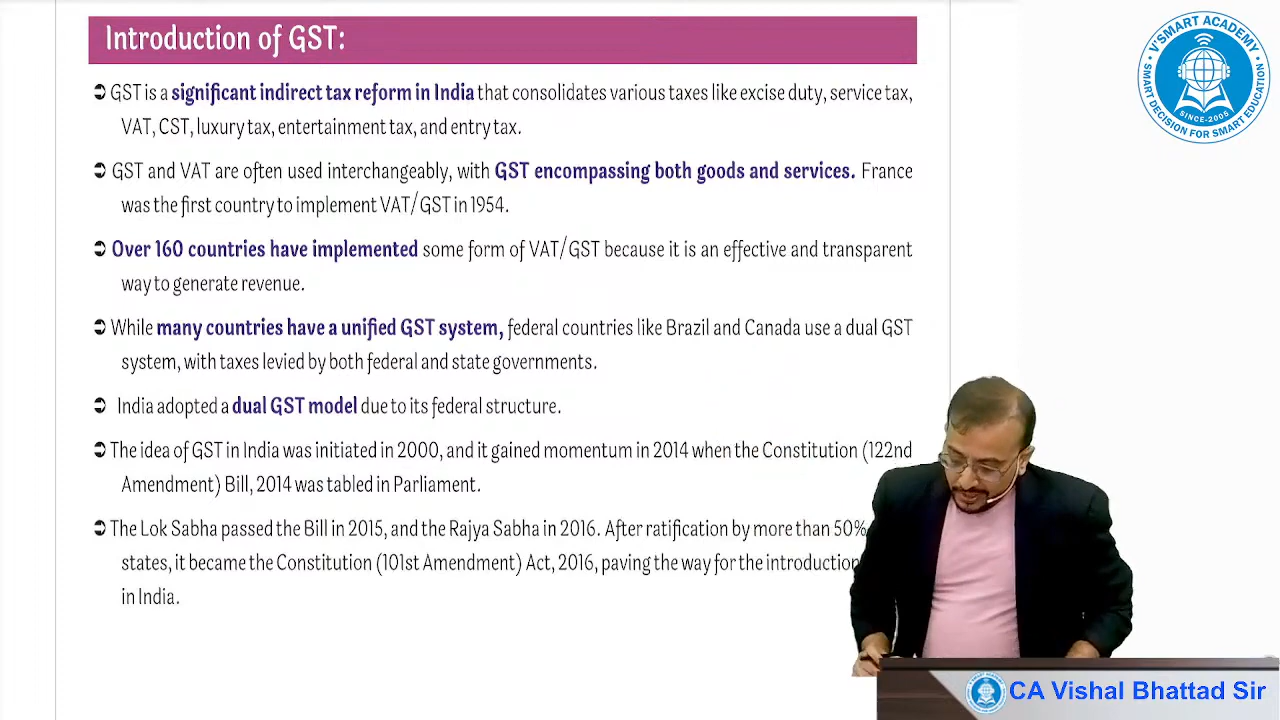 Introduction of GST:
➲ GST is a significant indirect tax reform in India that consolidates various taxes like excise duty, service tax,
VAT, CST, luxury tax, entertainment tax, and entry tax.
➲ GST and VAT are often used interchangeably, with GST encompassing both goods and services. France
was the first country to implement VAT/GST in 1954.
➲ Over 160 countries have implemented some form of VAT/GST because it is an effective and transparent
way to generate revenue.
➲ While many countries have a unified GST system, federal countries like Brazil and Canada use a dual GST
system, with taxes levied by both federal and state governments.
➲ India adopted a dual GST model due to its federal structure.
➲ The idea of GST in India was initiated in 2000, and it gained momentum in 2014 when the Constitution (122nd
Amendment) Bill, 2014 was tabled in Parliament.
➲ The Lok Sabha passed the Bill in 2015, and the Rajya Sabha in 2016. After ratification by more than 50%
states, it became the Constitution (101st Amendment) Act, 2016, paving the way for the introduction
in India.
V'SMART ACADEMY
SMART DECISION FOR SMART EDUCATION
SINCE-2005
CA Vishal Bhattad Sir